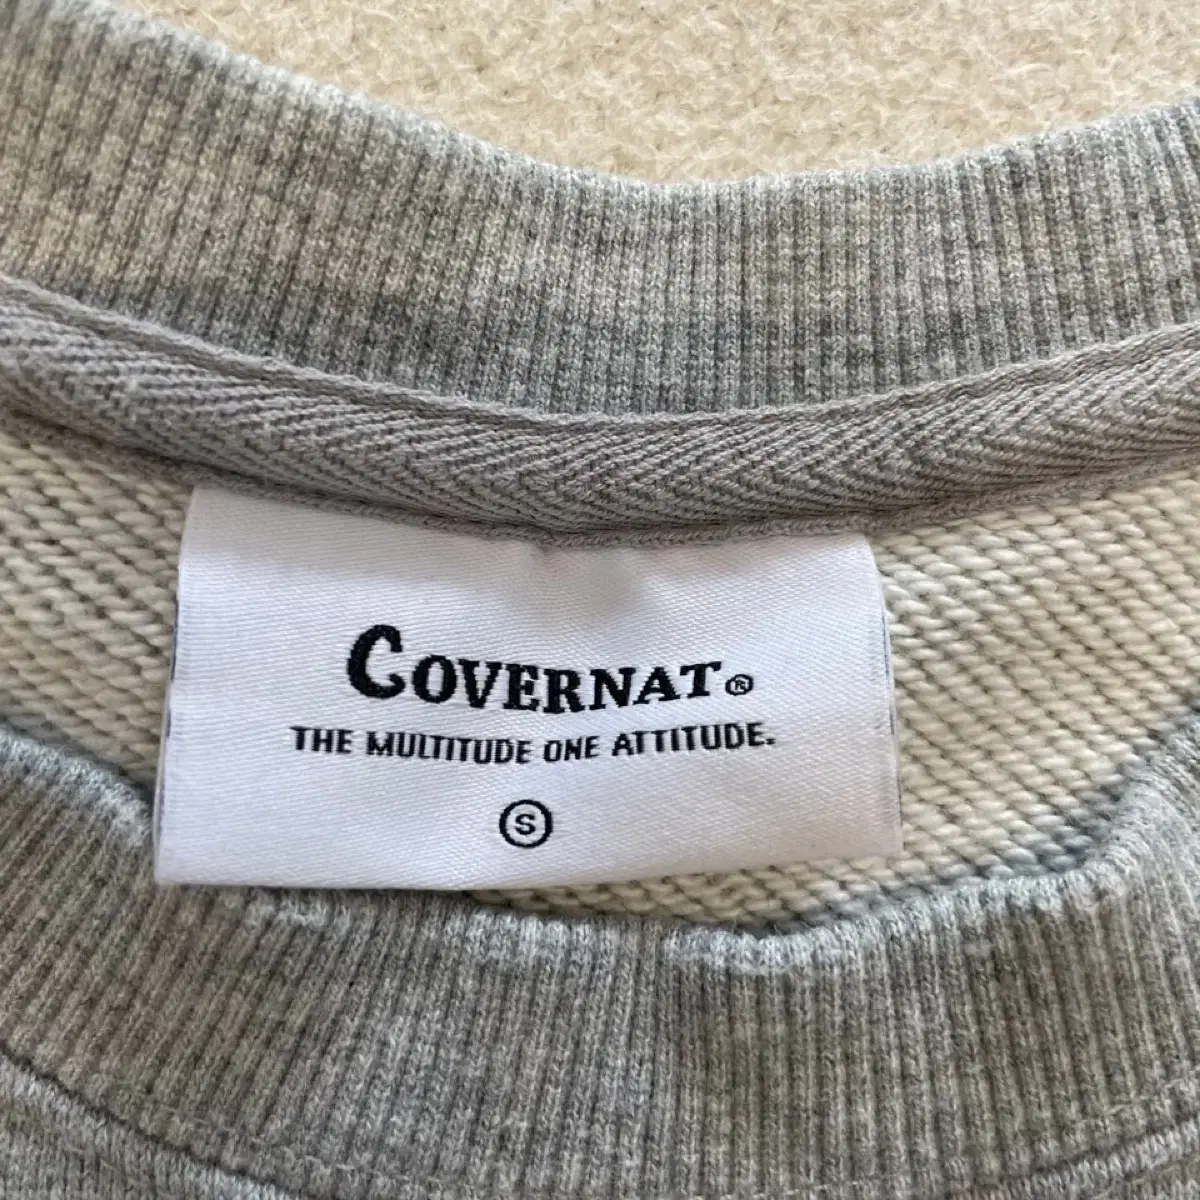 COVERNAT®
THE MULTITUDE ONE ATTITUDE.
S